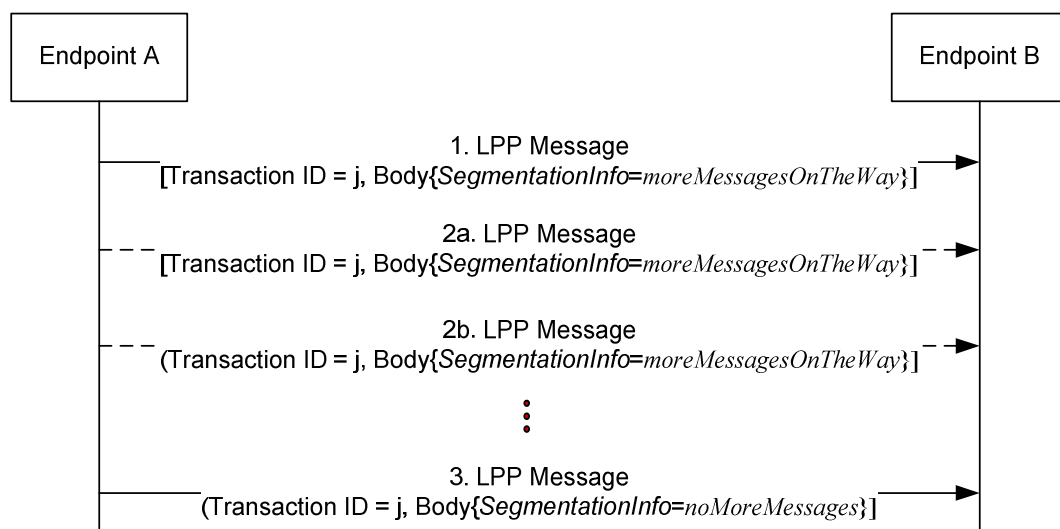 Endpoint A
Endpoint B
1. LPP Message
[Transaction ID = j, Body{SegmentationInfo=moreMessagesOnTheWay}]
2a. LPP Message
[Transaction ID = j, Body{SegmentationInfo=moreMessagesOnTheWay}]
2b. LPP Message
(Transaction ID = j, Body{SegmentationInfo=moreMessagesOnTheWay}]
3. LPP Message
(Transaction ID = j, Body{SegmentationInfo=noMoreMessages}]